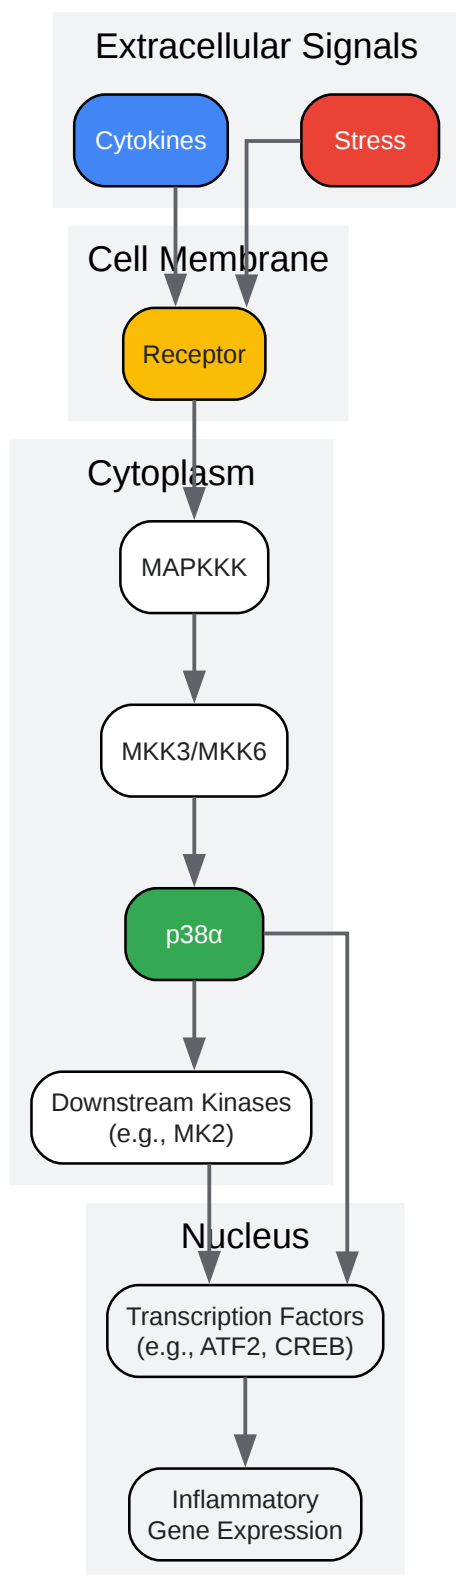 Extracellular Signals
Cytokines
Stress
Cell Membrane
Receptor
Cytoplasm
MAPKKK
MKK3/MKK6
p38α
Downstream Kinases
(e.g., MK2)
Nucleus
Transcription Factors
(e.g., ATF2, CREB)
Inflammatory
Gene Expression